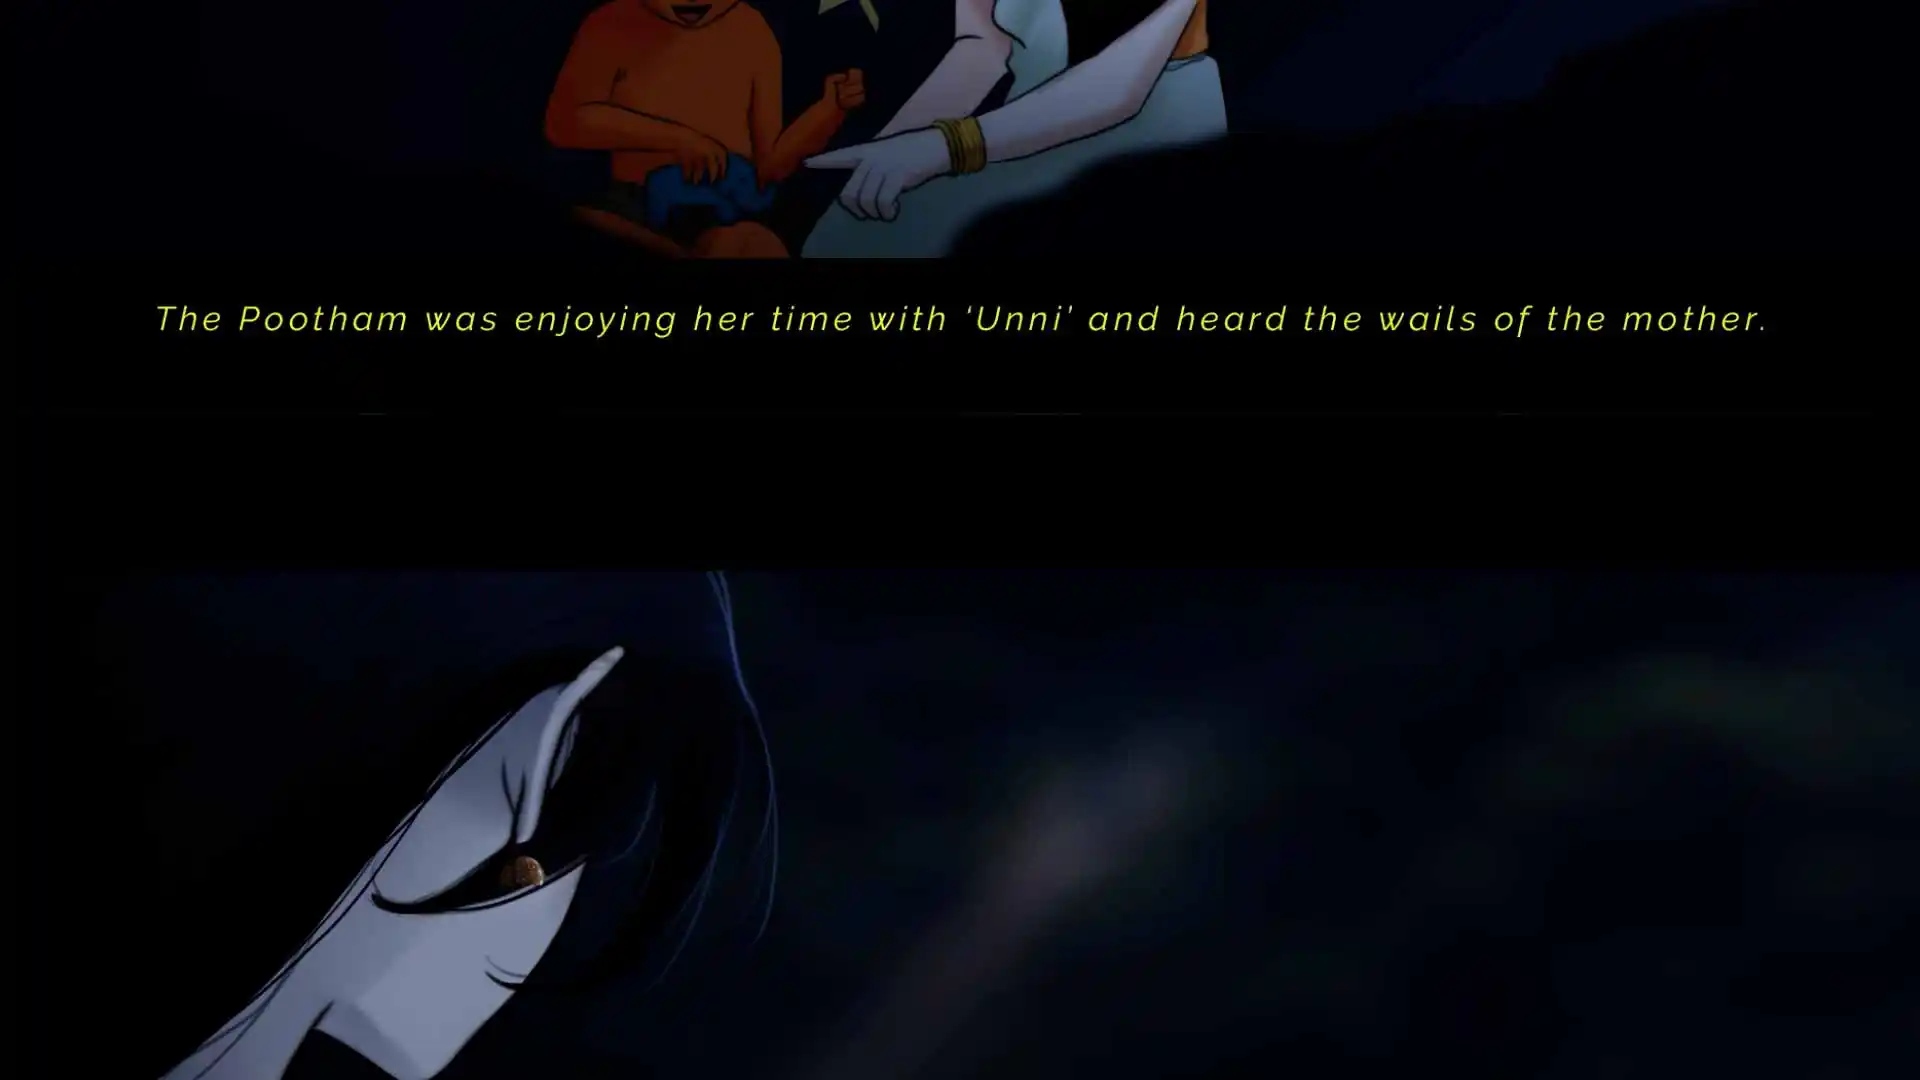 The Pootham was enjoying her time with ‘Unni’ and heard the wails of the mother.